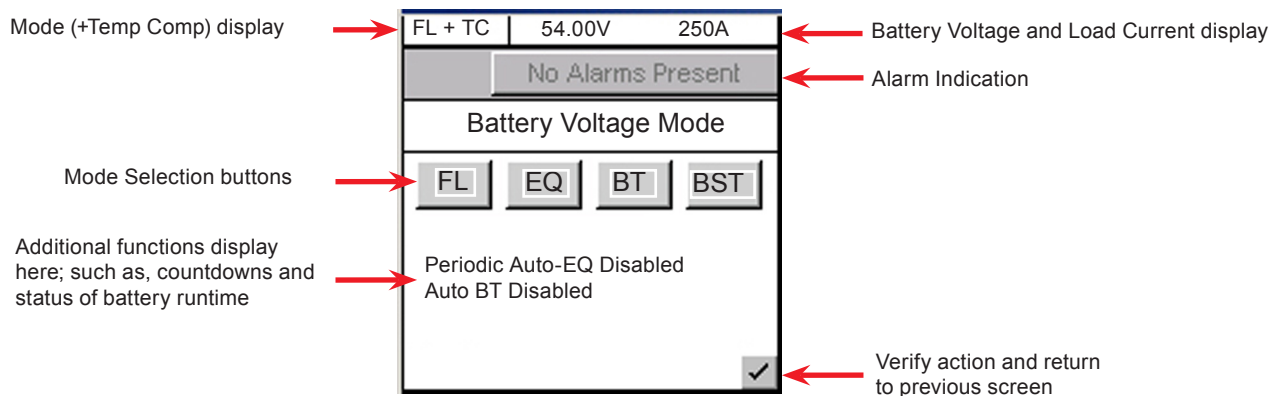 Mode (+Temp Comp) display
FL + TC
54.00V
250A
Battery Voltage and Load Current display
No Alarms Present
Alarm Indication
Battery Voltage Mode
Mode Selection buttons
FL
EQ
BT
BST
Additional functions display
here; such as, countdowns and
status of battery runtime
Periodic Auto-EQ Disabled
Auto BT Disabled
Verify action and return
to previous screen